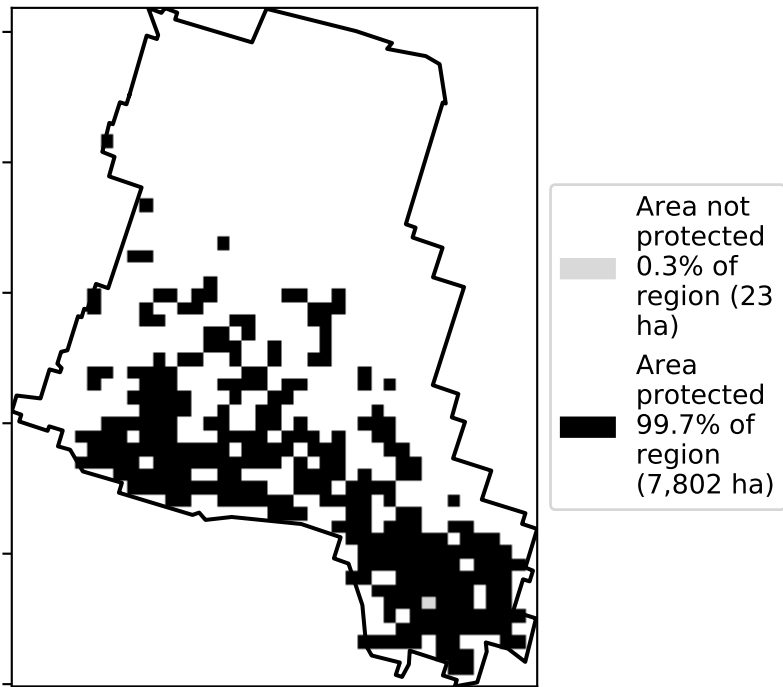 Area not
protected
0.3% of
region (23
ha)
Area
protected
99.7% of
region
(7,802 ha)